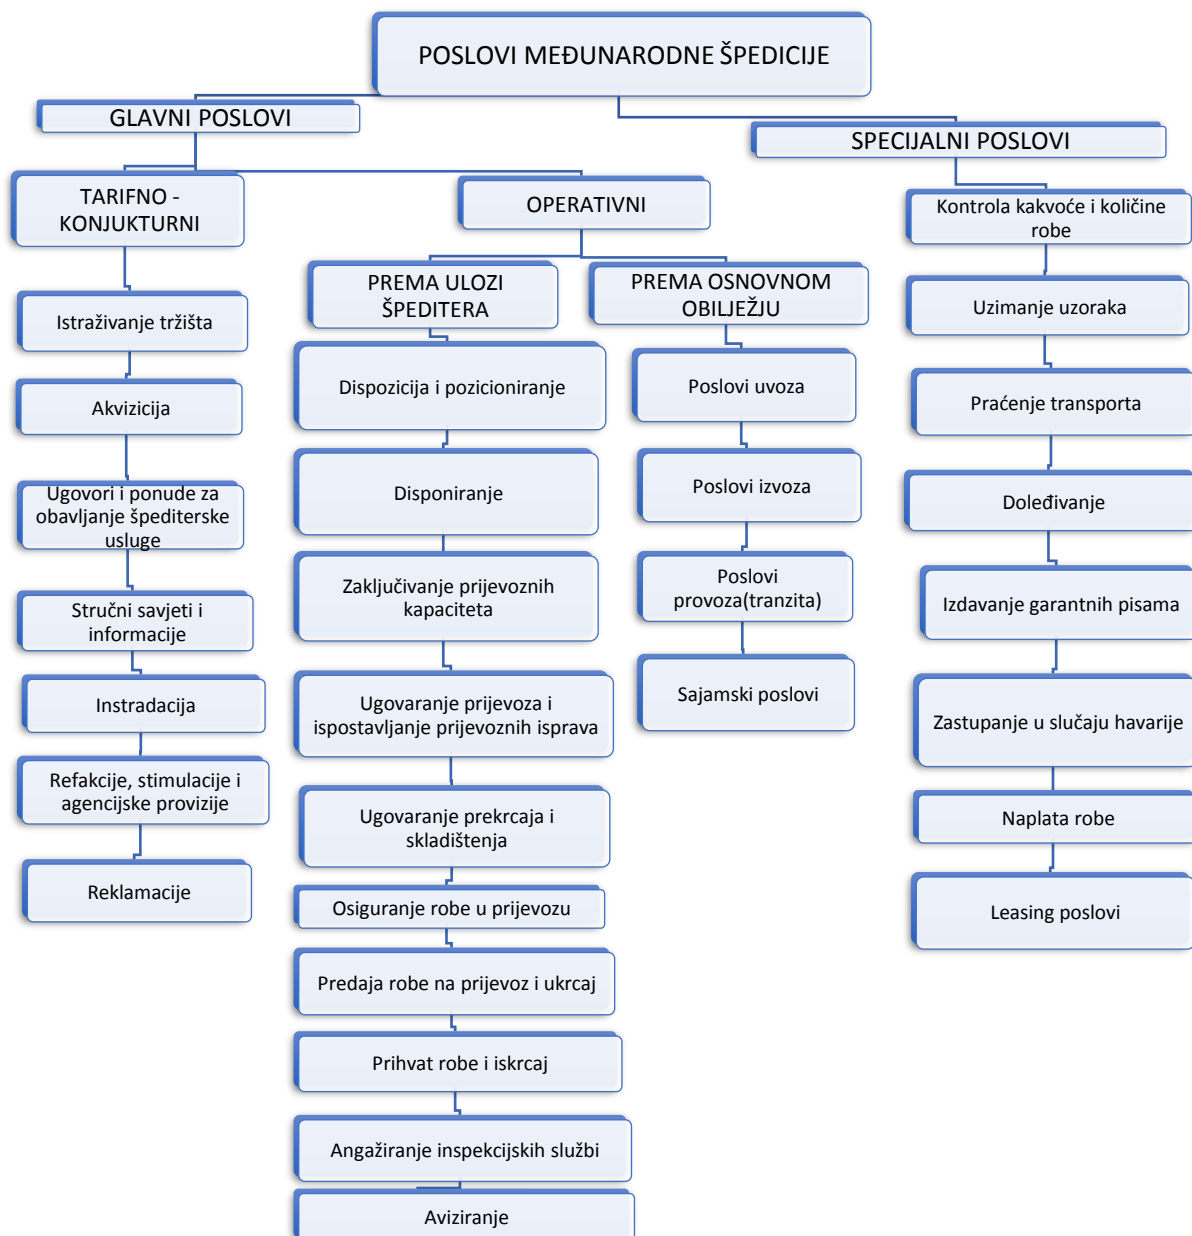 POSLOVI MEĐUNARODNE ŠPEDICIJE
GLAVNI POSLOVI
SPECIJALNI POSLOVI
TARIFNO -
KONJUKTURNI
Istraživanje tržišta
Akvizicija
Ugovori i ponude za
obavljanje špediterske
usluge
Stručni savjeti i
informacije
Instradacija
Refakcije, stimulacije i
agencijske provizije
Reklamacije
OPERATIVNI
PREMA ULOZI
ŠPEDITERA
Dispozicija i pozicioniranje
Disponiranje
Zaključivanje prijevoznih
kapaciteta
Ugovaranje prijevoza i
ispostavljanje prijevoznih isprava
Ugovaranje prekrcaja i
skladištenja
Osiguranje robe u prijevozu
Predaja robe na prijevoz i ukrcaj
Prihvat robe i iskrcaj
Angažiranje inspekcijskih službi
Aviziranje
PREMA OSNOVNOM
OBILJEŽJU
Poslovi uvoza
Poslovi izvoza
Poslovi
provoza(tranzita)
Sajamski poslovi
Kontrola kakvoće i količine
robe
Uzimanje uzoraka
Praćenje transporta
Doleđivanje
Izdavanje garantnih pisama
Zastupanje u slučaju havarije
Naplata robe
Leasing poslovi